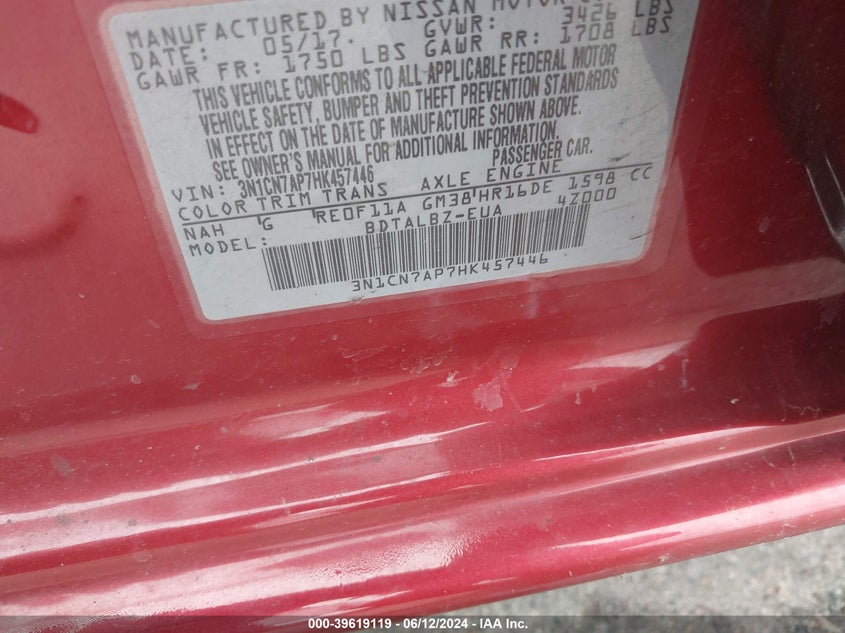 MANUFACTURED BY NISSAN MOTOR
DATE: 05/17 GVWR: 3426 LBS
GAWR FR: 1750 LBS GAWR RR: 1708 LBS
THIS VEHICLE CONFORMS TO ALL APPLICABLE FEDERAL MOTOR
VEHICLE SAFETY, BUMPER AND THEFT PREVENTION STANDARDS
IN EFFECT ON THE DATE OF MANUFACTURE SHOWN ABOVE.
SEE OWNER'S MANUAL FOR ADDITIONAL INFORMATION.
VIN: 3N1CN7AP7HK457446 PASSENGER CAR.
COLOR TRIM TRANS AXLE ENGINE 1598 CC
NAH G RE0F11A GM38 HR16DE 4Z000
MODEL: BDTALBZ-EUA
3N1CN7AP7HK457446
000-39619119 - 06/12/2024 - IAA Inc.